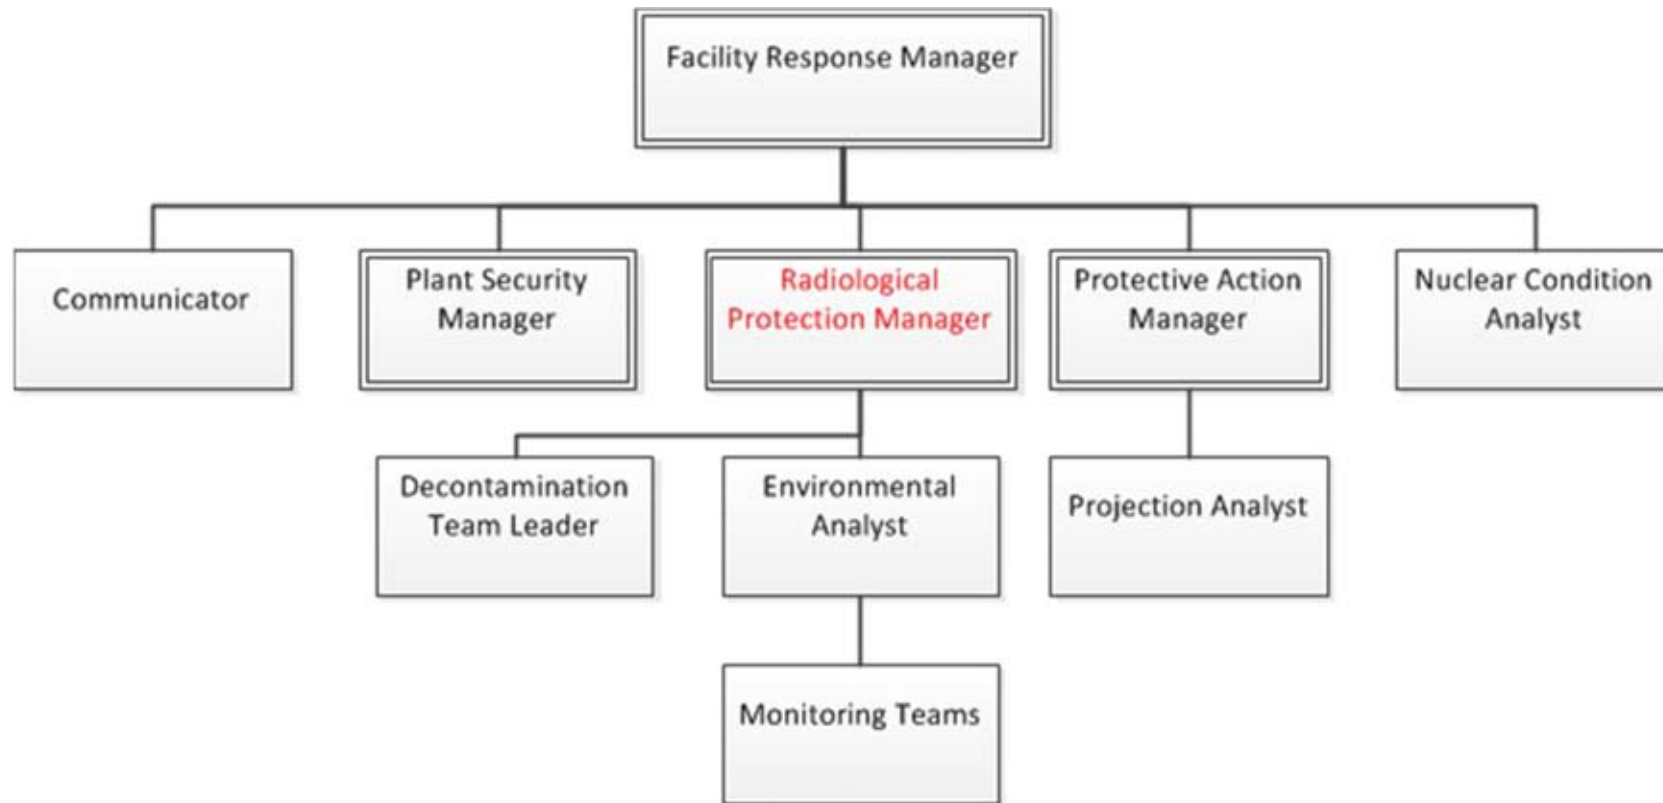 Facility Response Manager
Communicator
Plant Security
Manager
Radiological
Protection Manager
Protective Action
Manager
Nuclear Condition
Analyst
Decontamination
Team Leader
Environmental
Analyst
Projection Analyst
Monitoring Teams